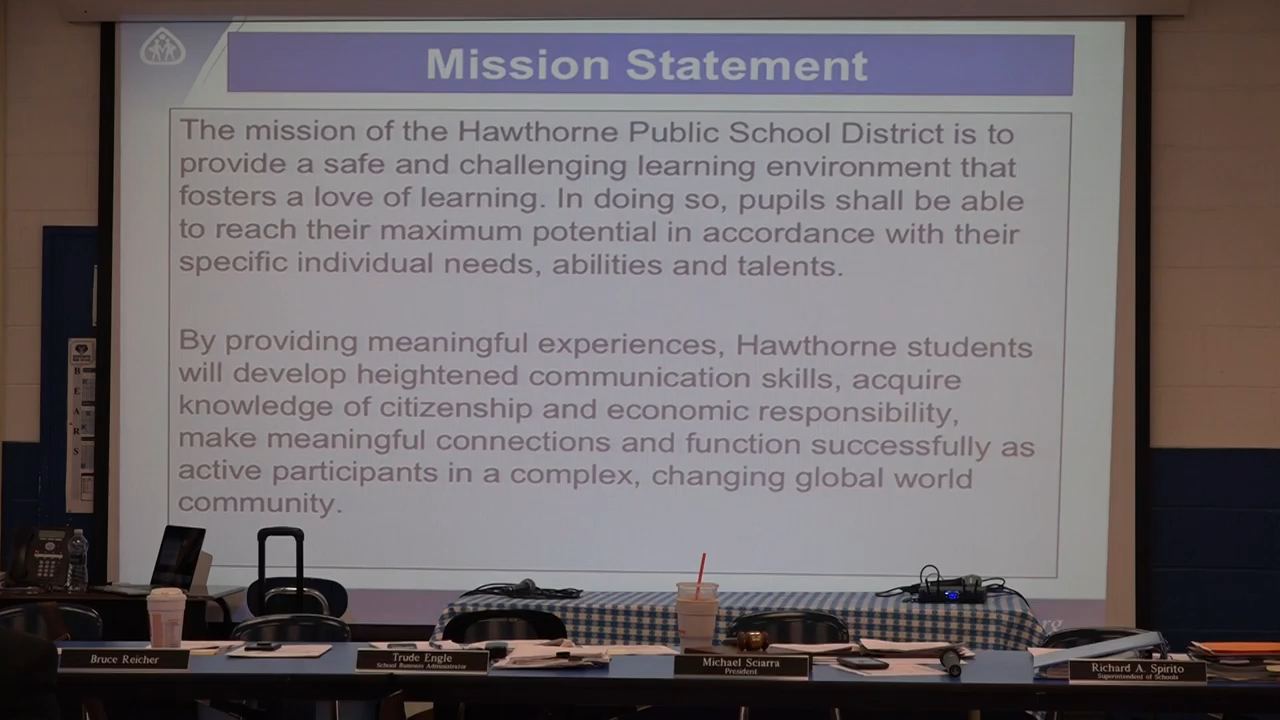 Mission Statement
The mission of the Hawthorne Public School District is to
provide a safe and challenging learning environment that
fosters a love of learning. In doing so, pupils shall be able
to reach their maximum potential in accordance with their
specific individual needs, abilities and talents.
By providing meaningful experiences, Hawthorne students
will develop heightened communication skills, acquire
knowledge of citizenship and economic responsibility,
make meaningful connections and function successfully as
active participants in a complex, changing global world
community.
B
E
A
R
S
rg
Bruce Reicher
Trude Engle
School Business Administrator
Michael Sciarra
President
Richard A. Spirito
Superintendent of Schools